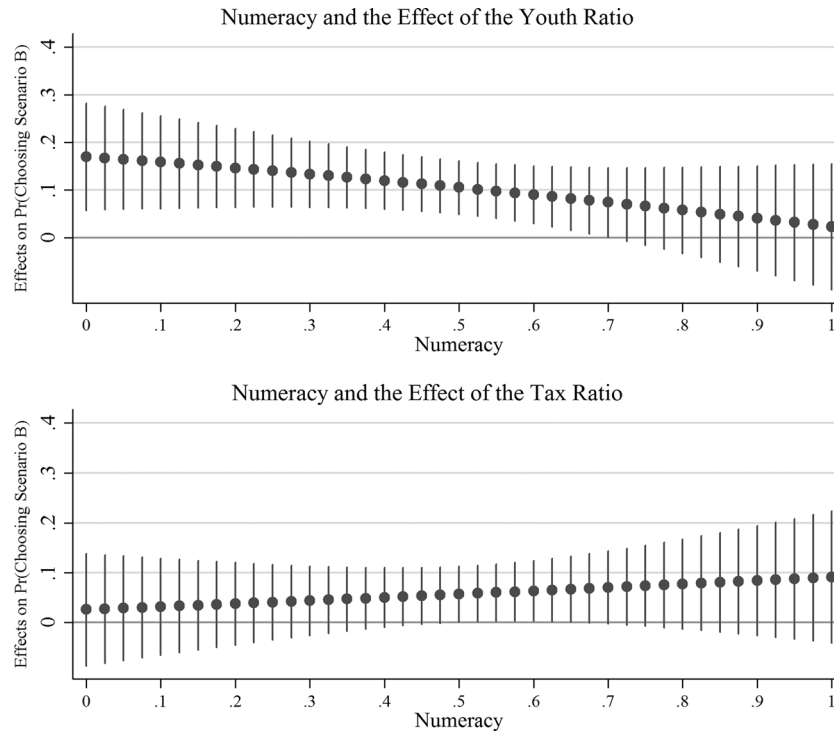 Numeracy and the Effect of the Youth Ratio
Effects on Pr(Choosing Scenario B)
.4
.3
.2
.1
0
0 .1 .2 .3 .4 .5 .6 .7 .8 .9 1
Numeracy
Numeracy and the Effect of the Tax Ratio
Effects on Pr(Choosing Scenario B)
.4
.3
.2
.1
0
0 .1 .2 .3 .4 .5 .6 .7 .8 .9 1
Numeracy